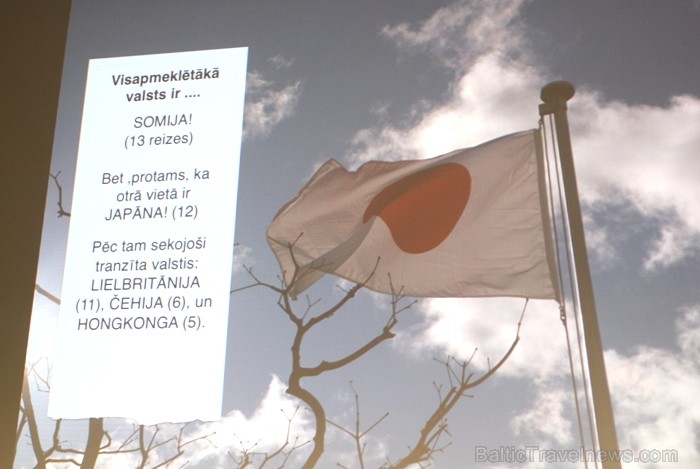 Visapmeklētākā
valsts ir ....
SOMIJA!
(13 reizes)
Bet ,protams, ka
otrā vietā ir
JAPĀNA! (12)
Pēc tam sekojoši
tranzīta valstis:
LIELBRITĀNIJA
(11), ČEHIJA (6), un
HONGKONGA (5).
BalticTravelnews.com